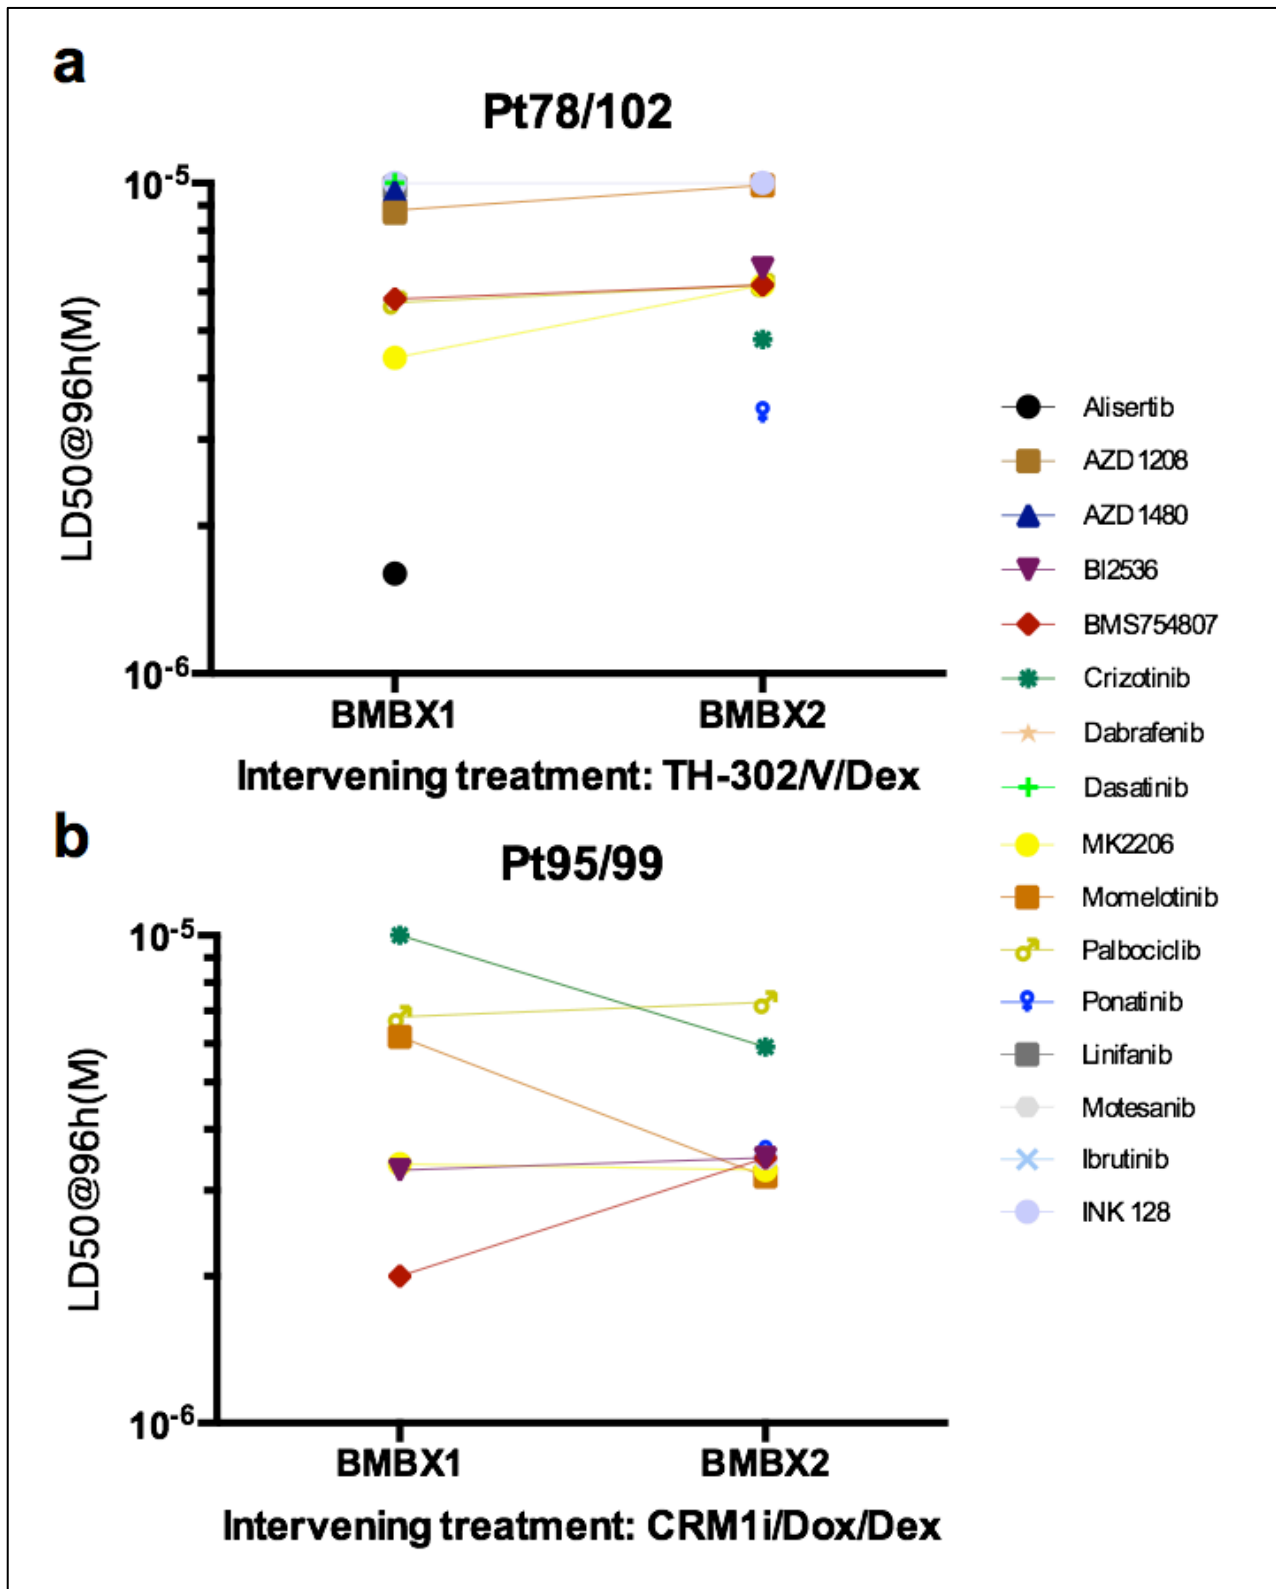 a
Pt78/102
10-5
LD50@96h(M)
10-6
BMBX1 BMBX2
Intervening treatment: TH-302/V/Dex
Alisertib
AZD1208
AZD1480
BI2536
BMS754807
Crizotinib
Dabrafenib
Dasatinib
MK2206
Momelotinib
Palbociclib
Ponatinib
Linifanib
Motesanib
Ibrutinib
INK 128
b
Pt95/99
10-5
LD50@96h(M)
10-6
BMBX1 BMBX2
Intervening treatment: CRM1i/Dox/Dex